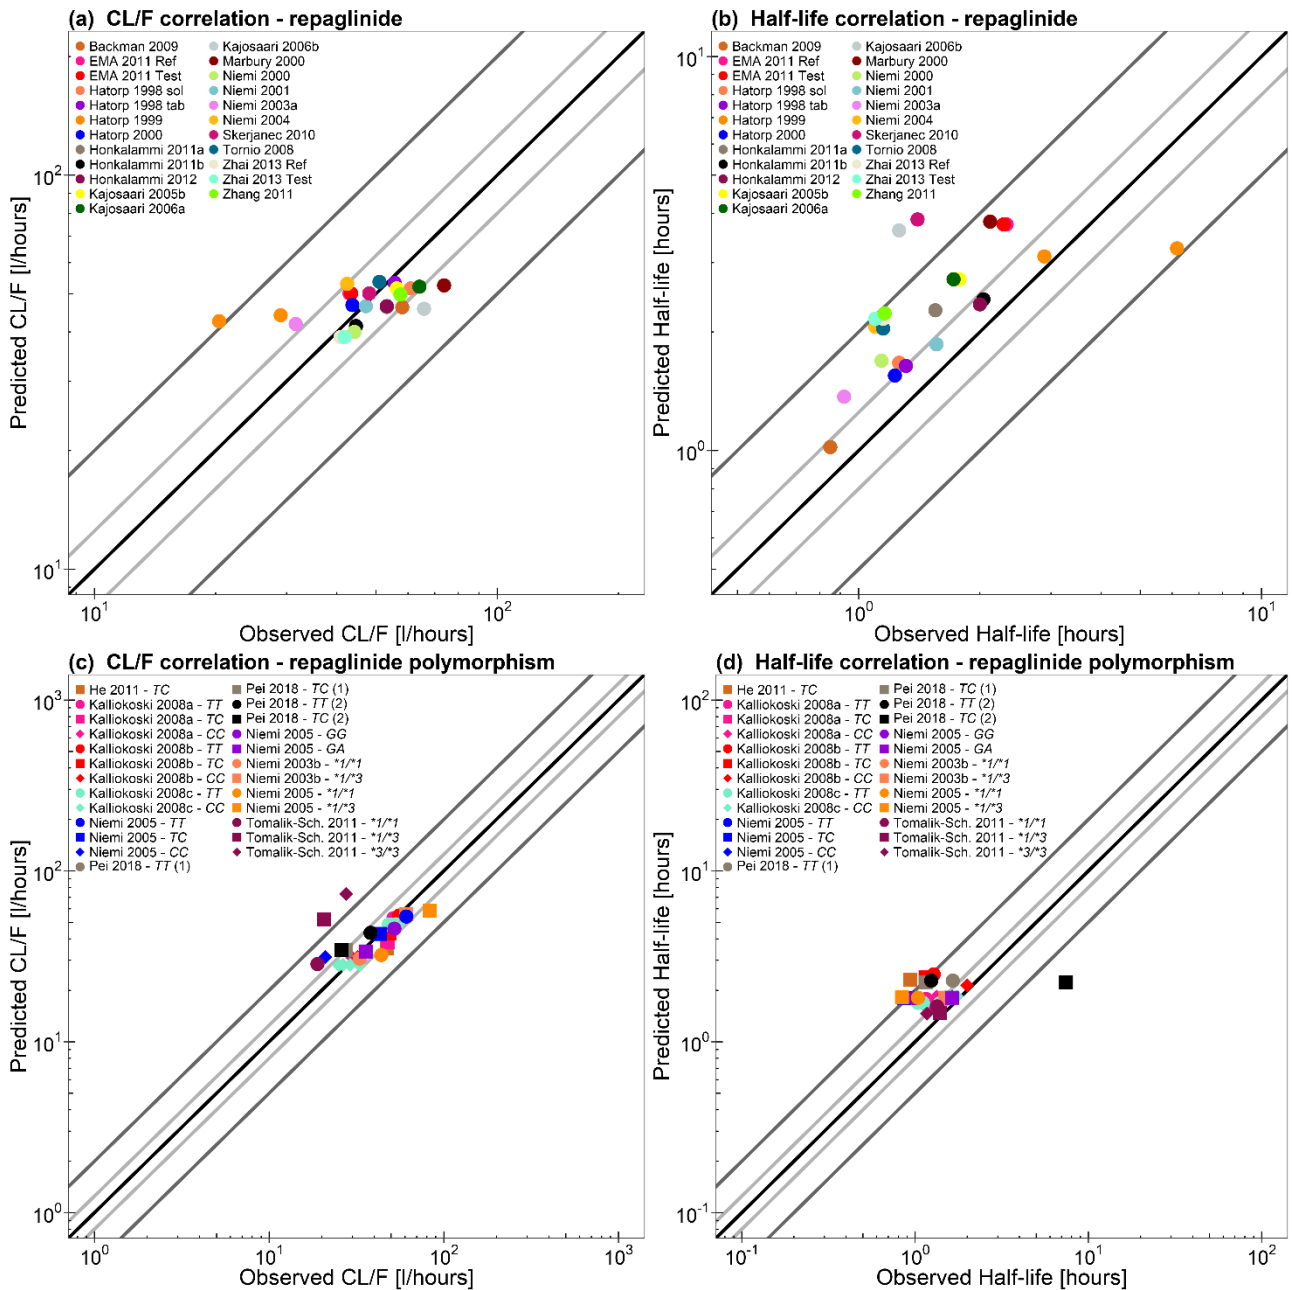 (a) CL/F correlation - repaglinide
Backman 2009
EMA 2011 Ref
EMA 2011 Test
Hatorp 1998 sol
Hatorp 1998 tab
Hatorp 1999
Hatorp 2000
Honkalammi 2011a
Honkalammi 2011b
Honkalammi 2012
Kajosaari 2005b
Kajosaari 2006a
Kajosaari 2006b
Marbury 2000
Niemi 2000
Niemi 2001
Niemi 2003a
Niemi 2004
Skerjanec 2010
Tornio 2008
Zhai 2013 Ref
Zhai 2013 Test
Zhang 2011
Predicted CL/F [l/hours]
10²
10¹
10¹
10²
Observed CL/F [l/hours]
(b) Half-life correlation - repaglinide
Backman 2009
EMA 2011 Ref
EMA 2011 Test
Hatorp 1998 sol
Hatorp 1998 tab
Hatorp 1999
Hatorp 2000
Honkalammi 2011a
Honkalammi 2011b
Honkalammi 2012
Kajosaari 2005b
Kajosaari 2006a
Kajosaari 2006b
Marbury 2000
Niemi 2000
Niemi 2001
Niemi 2003a
Niemi 2004
Skerjanec 2010
Tornio 2008
Zhai 2013 Ref
Zhai 2013 Test
Zhang 2011
Predicted Half-life [hours]
10¹
10⁰
10⁰
10¹
Observed Half-life [hours]
(c) CL/F correlation - repaglinide polymorphism
He 2011 - TC
Kalliokoski 2008a - TT
Kalliokoski 2008a - TC
Kalliokoski 2008a - CC
Kalliokoski 2008b - TT
Kalliokoski 2008b - TC
Kalliokoski 2008b - CC
Kalliokoski 2008c - TT
Kalliokoski 2008c - CC
Niemi 2005 - TT
Niemi 2005 - TC
Niemi 2005 - CC
Pei 2018 - TT (1)
Pei 2018 - TC (1)
Pei 2018 - TT (2)
Pei 2018 - TC (2)
Niemi 2005 - GG
Niemi 2005 - GA
Niemi 2003b - *1/*1
Niemi 2003b - *1/*3
Niemi 2005 - *1/*1
Niemi 2005 - *1/*3
Tomalik-Sch. 2011 - *1/*1
Tomalik-Sch. 2011 - *1/*3
Tomalik-Sch. 2011 - *3/*3
Predicted CL/F [l/hours]
10³
10²
10¹
10⁰
10⁰
10¹
10²
10³
Observed CL/F [l/hours]
(d) Half-life correlation - repaglinide polymorphism
He 2011 - TC
Kalliokoski 2008a - TT
Kalliokoski 2008a - TC
Kalliokoski 2008a - CC
Kalliokoski 2008b - TT
Kalliokoski 2008b - TC
Kalliokoski 2008b - CC
Kalliokoski 2008c - TT
Kalliokoski 2008c - CC
Niemi 2005 - TT
Niemi 2005 - TC
Niemi 2005 - CC
Pei 2018 - TT (1)
Pei 2018 - TC (1)
Pei 2018 - TT (2)
Pei 2018 - TC (2)
Niemi 2005 - GG
Niemi 2005 - GA
Niemi 2003b - *1/*1
Niemi 2003b - *1/*3
Niemi 2005 - *1/*1
Niemi 2005 - *1/*3
Tomalik-Sch. 2011 - *1/*1
Tomalik-Sch. 2011 - *1/*3
Tomalik-Sch. 2011 - *3/*3
Predicted Half-life [hours]
10²
10¹
10⁰
10⁻¹
10⁻¹
10⁰
10¹
10²
Observed Half-life [hours]